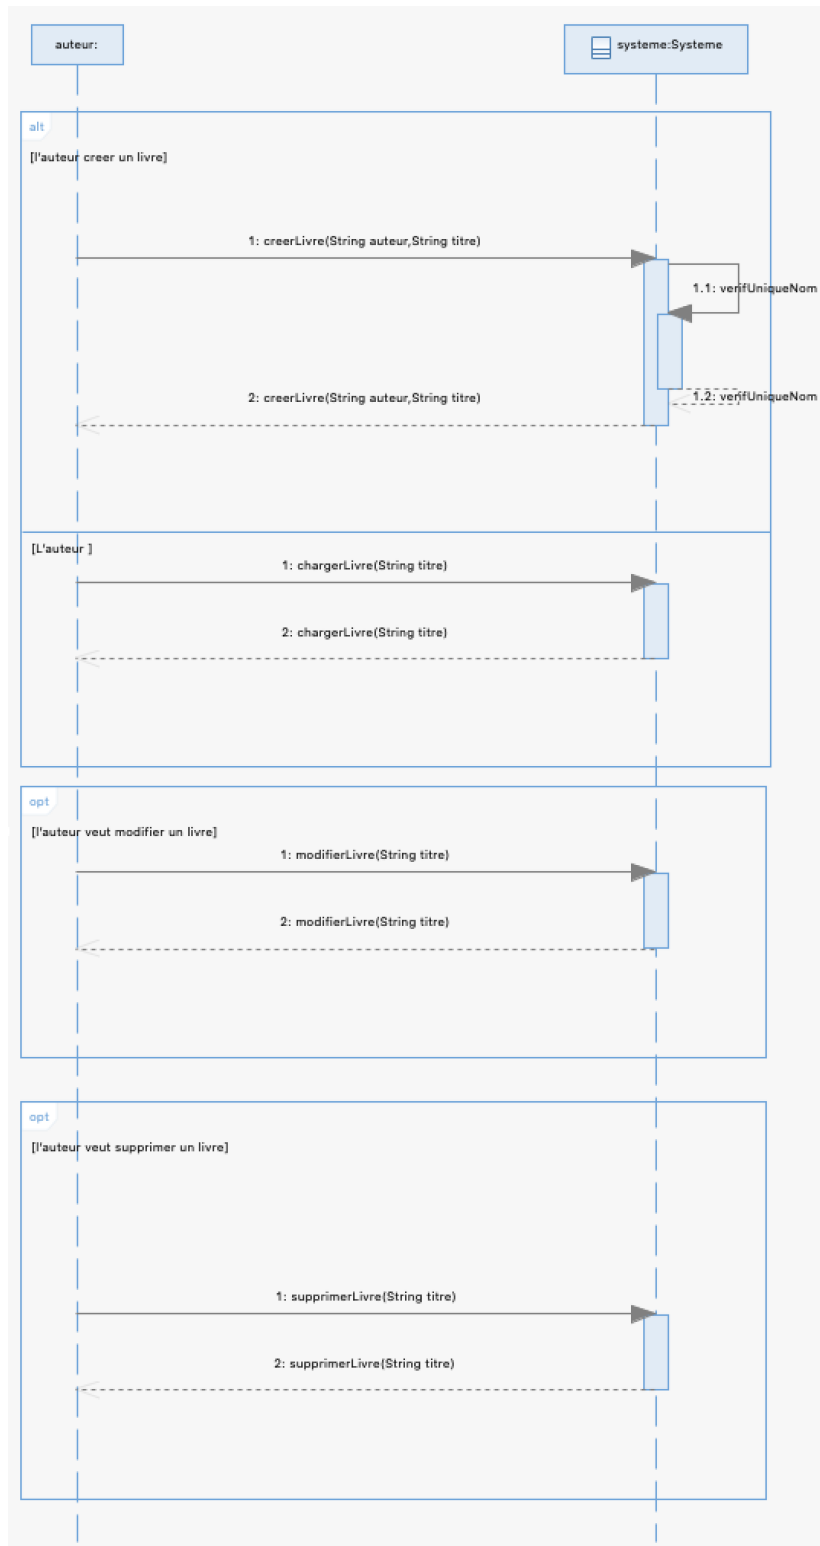 auteur:
systeme:Systeme
alt
[l'auteur creer un livre]
1: creerLivre(String auteur,String titre)
1.1: verifUniqueNom
2: creerLivre(String auteur,String titre)
1.2: verifUniqueNom
[L'auteur ]
1: chargerLivre(String titre)
2: chargerLivre(String titre)
opt
[l'auteur veut modifier un livre]
1: modifierLivre(String titre)
2: modifierLivre(String titre)
opt
[l'auteur veut supprimer un livre]
1: supprimerLivre(String titre)
2: supprimerLivre(String titre)